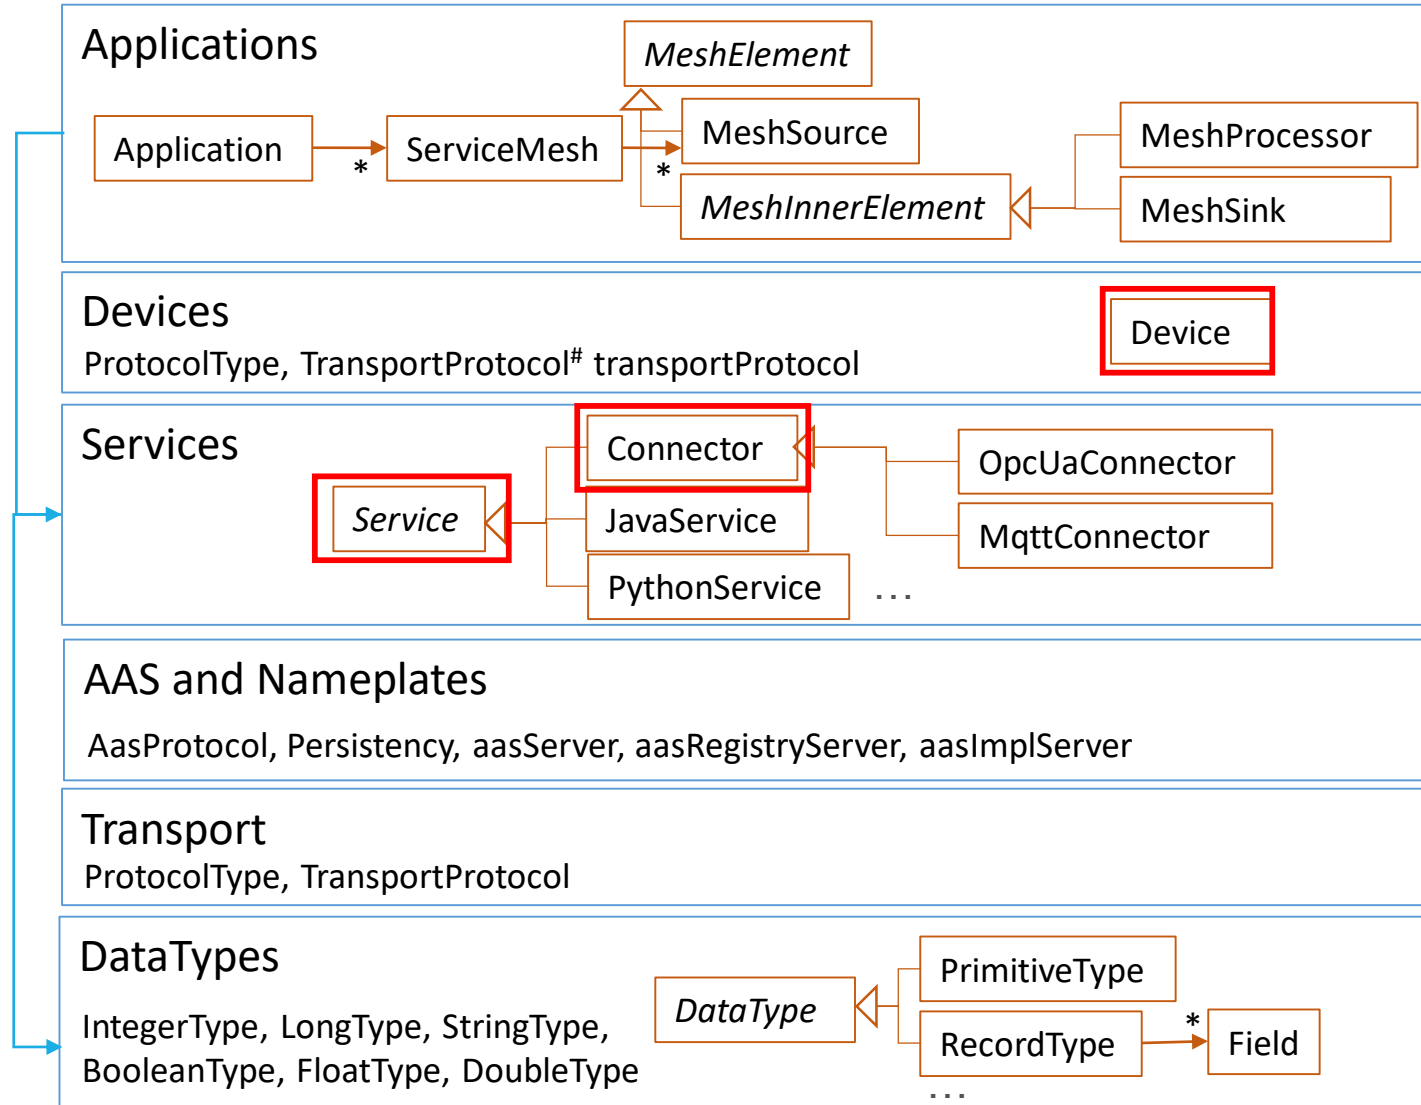 Applications
MeshElement
Application
*
ServiceMesh
*
MeshSource
MeshInnerElement
MeshProcessor
MeshSink
Devices
ProtocolType, TransportProtocol# transportProtocol
Device
Services
Service
Connector
JavaService
PythonService
...
OpcUaConnector
MqttConnector
AAS and Nameplates
AasProtocol, Persistency, aasServer, aasRegistryServer, aasImplServer
Transport
ProtocolType, TransportProtocol
DataTypes
IntegerType, LongType, StringType,
BooleanType, FloatType, DoubleType
DataType
PrimitiveType
RecordType
*
Field
...